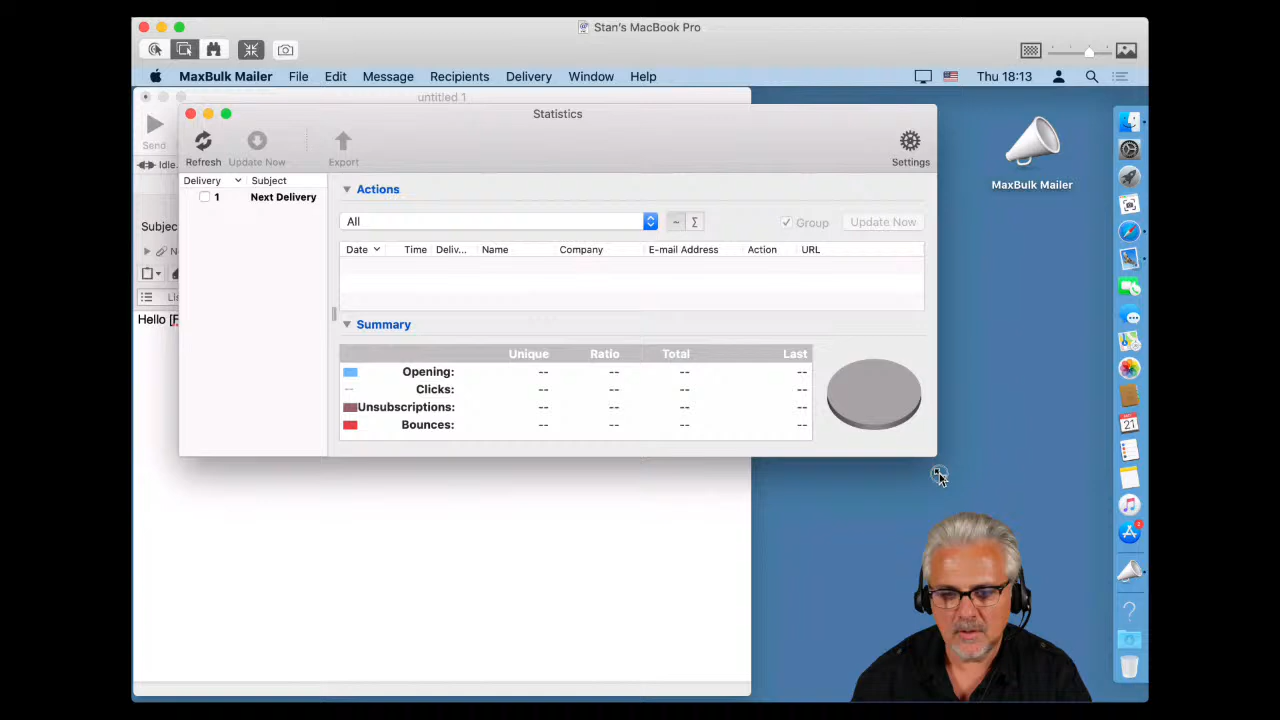 Stan's MacBook Pro
MaxBulk Mailer File Edit Message Recipients Delivery Window Help Thu 18:13
untitled 1
Statistics
Send
Refresh Update Now Export Settings
Idle.
Delivery Subject
1 Next Delivery
Actions
Subjec
All ~ Σ Group Update Now
Date Time Deliv... Name Company E-mail Address Action URL
Hello [F
Summary
Unique Ratio Total Last
Opening: -- -- -- --
Clicks: -- -- -- --
Unsubscriptions: -- -- -- --
Bounces: -- -- -- --
MaxBulk Mailer